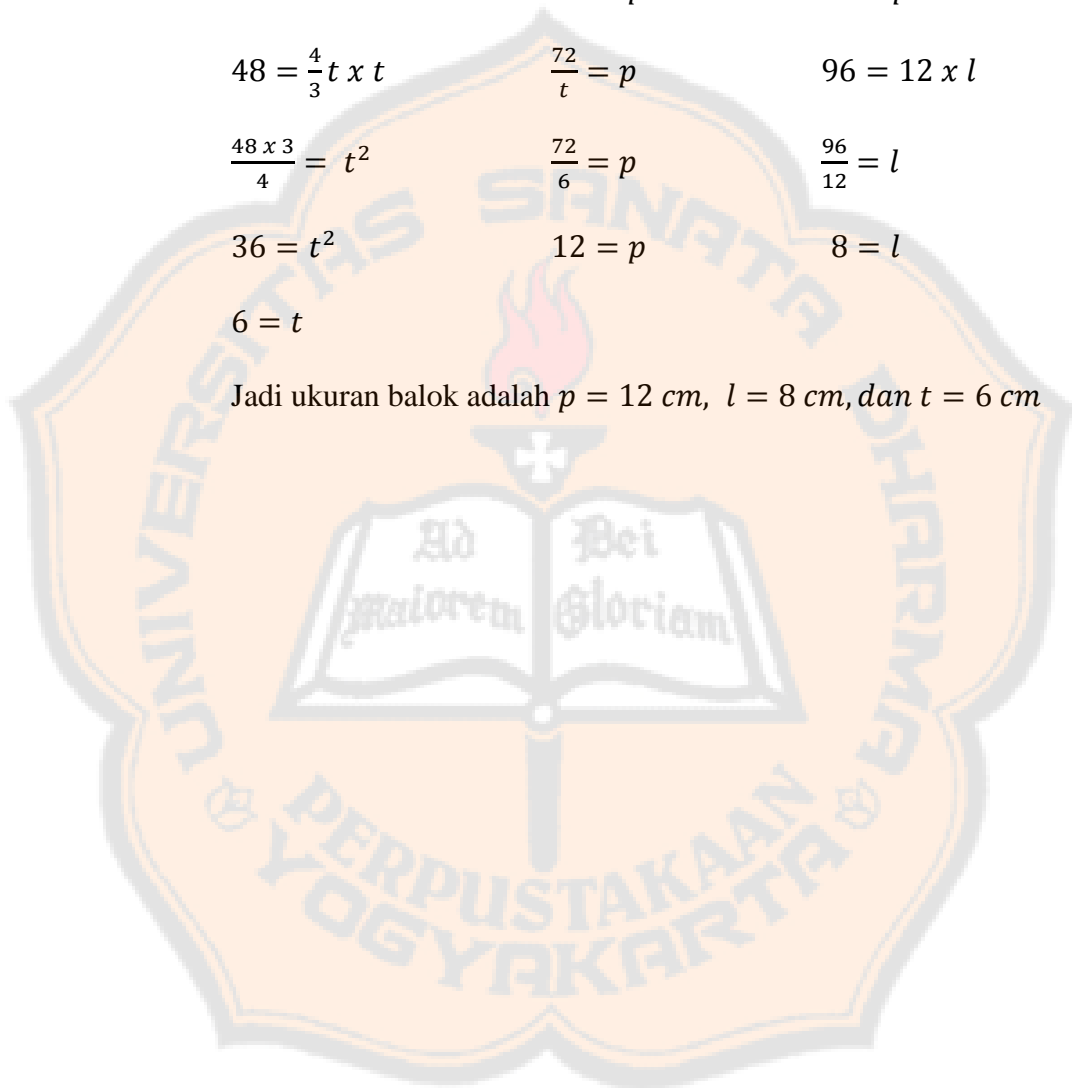 48 = 4/3 t x t    72/t = p    96 = 12 x l
48 x 3/4 = t²    72/6 = p    96/12 = l
36 = t²    12 = p    8 = l
6 = t
Jadi ukuran balok adalah p = 12 cm, l = 8 cm, dan t = 6 cm
UNIVERSITAS SANATA DHARMA
Ad Maiorem
Dei Gloriam
PERPUSTAKAAN
YOGYAKARTA